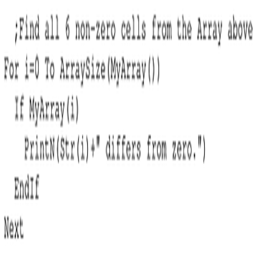 ;Find all 6 non-zero cells from the Array above
For i=0 To ArraySize(MyArray())
If MyArray(i)
PrintN(Str(i)+" differs from zero.")
EndIf
Next